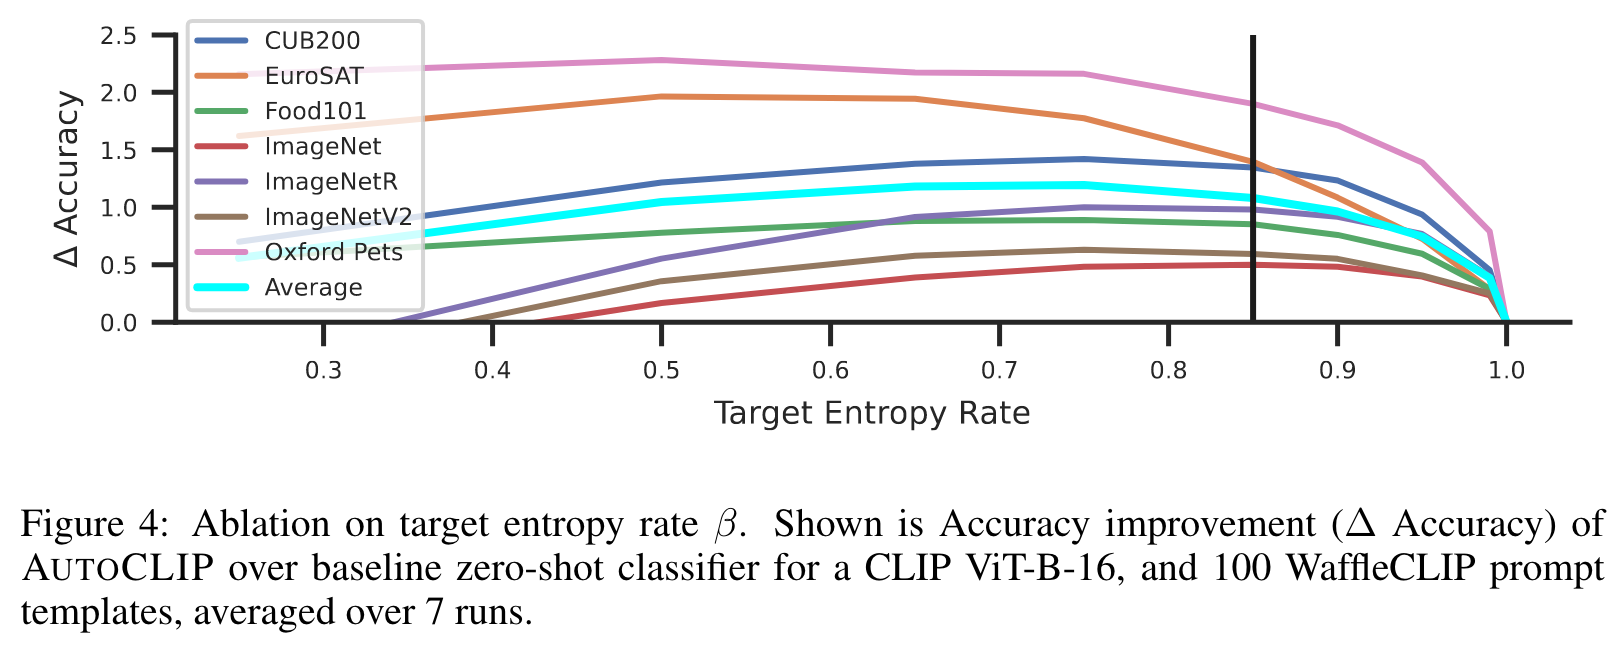 2.5
2.0
1.5
1.0
0.5
0.0
Δ Accuracy
CUB200
EuroSAT
Food101
ImageNet
ImageNetR
ImageNetV2
Oxford Pets
Average
0.3 0.4 0.5 0.6 0.7 0.8 0.9 1.0
Target Entropy Rate
Figure 4: Ablation on target entropy rate β. Shown is Accuracy improvement (Δ Accuracy) of
AUTOCLIP over baseline zero-shot classifier for a CLIP ViT-B-16, and 100 WaffleCLIP prompt
templates, averaged over 7 runs.